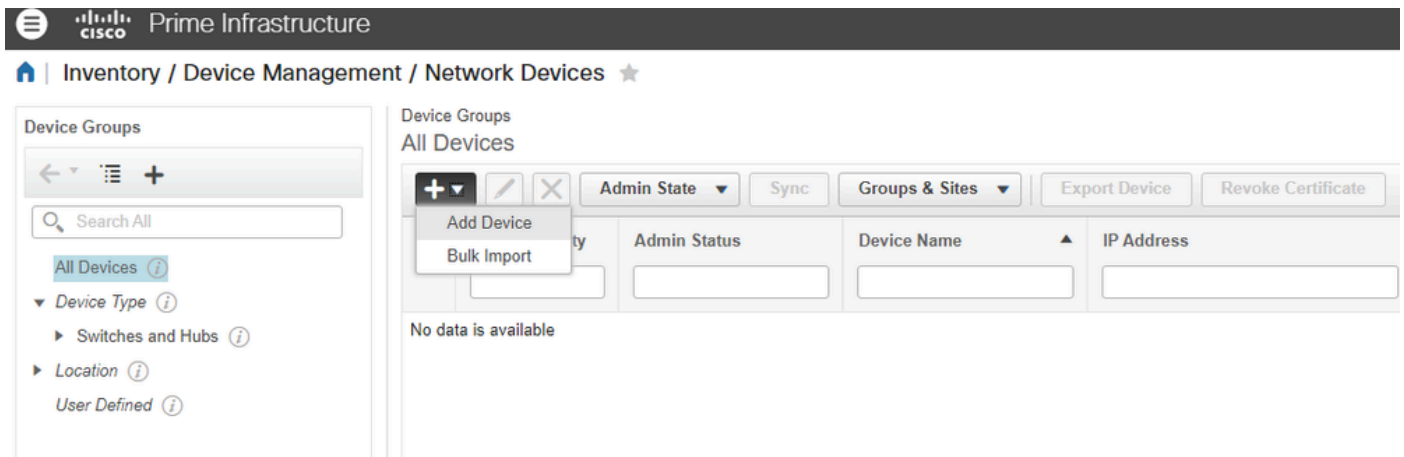 cisco Prime Infrastructure
Inventory / Device Management / Network Devices
Device Groups
Search All
All Devices
Device Type
Switches and Hubs
Location
User Defined
Device Groups
All Devices
Admin State Sync Groups & Sites Export Device Revoke Certificate
Add Device
Bulk Import
ty Admin Status Device Name IP Address
No data is available